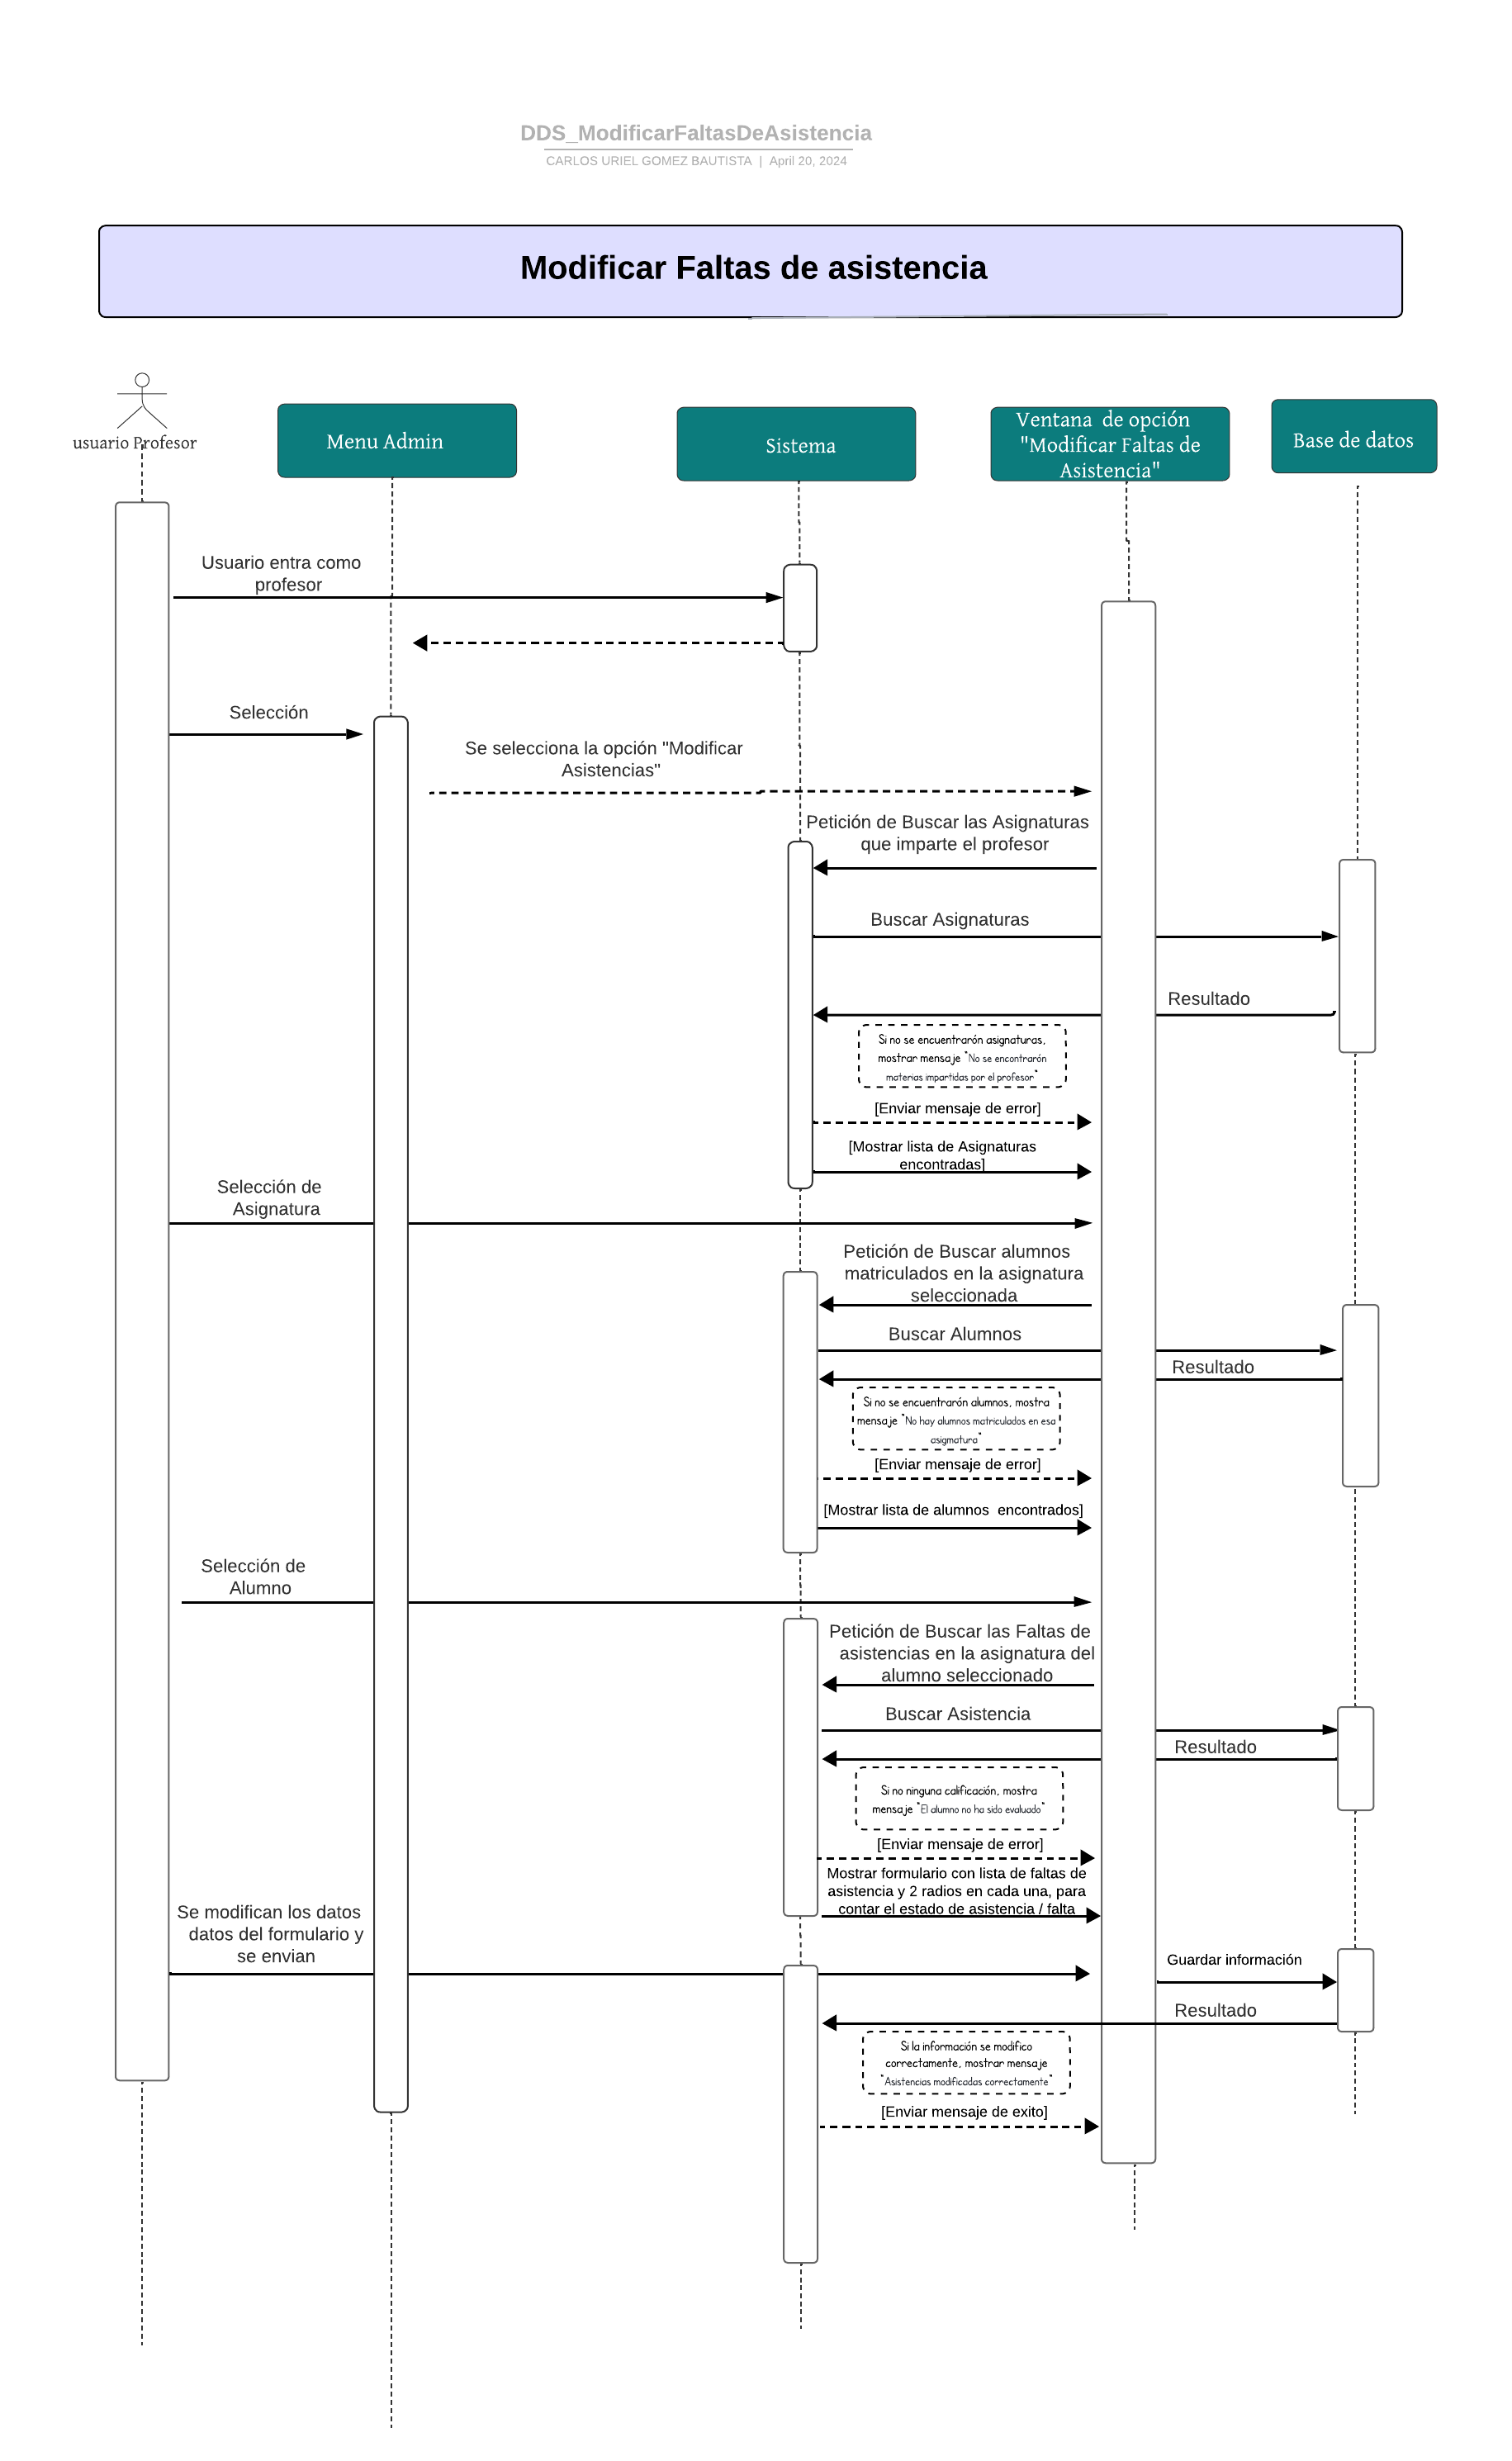 DDS_ModificarFaltasDeAsistencia
CARLOS URIEL GOMEZ BAUTISTA | April 20, 2024
Modificar Faltas de asistencia
usuario Profesor
Menu Admin
Sistema
Ventana de opción
"Modificar Faltas de
Asistencia"
Base de datos
Usuario entra como
profesor
Selección
Se selecciona la opción "Modificar
Asistencias"
Petición de Buscar las Asignaturas
que imparte el profesor
Buscar Asignaturas
Resultado
Si no se encuentrarón asignaturas,
mostrar mensaje "No se encontrarón
materias impartidas por el profesor"
[Enviar mensaje de error]
[Mostrar lista de Asignaturas
encontradas]
Selección de
Asignatura
Petición de Buscar alumnos
matriculados en la asignatura
seleccionada
Buscar Alumnos
Resultado
Si no se encuentrarón alumnos, mostra
mensaje "No hay alumnos matriculados en esa
asigmatura"
[Enviar mensaje de error]
[Mostrar lista de alumnos encontrados]
Selección de
Alumno
Petición de Buscar las Faltas de
asistencias en la asignatura del
alumno seleccionado
Buscar Asistencia
Resultado
Si no ninguna calificación, mostra
mensaje "El alumno no ha sido evaluado"
[Enviar mensaje de error]
Mostrar formulario con lista de faltas de
asistencia y 2 radios en cada una, para
contar el estado de asistencia / falta
Se modifican los datos
datos del formulario y
se envian
Guardar información
Resultado
Si la información se modifico
correctamente, mostrar mensaje
"Asistencias modificadas correctamente"
[Enviar mensaje de exito]